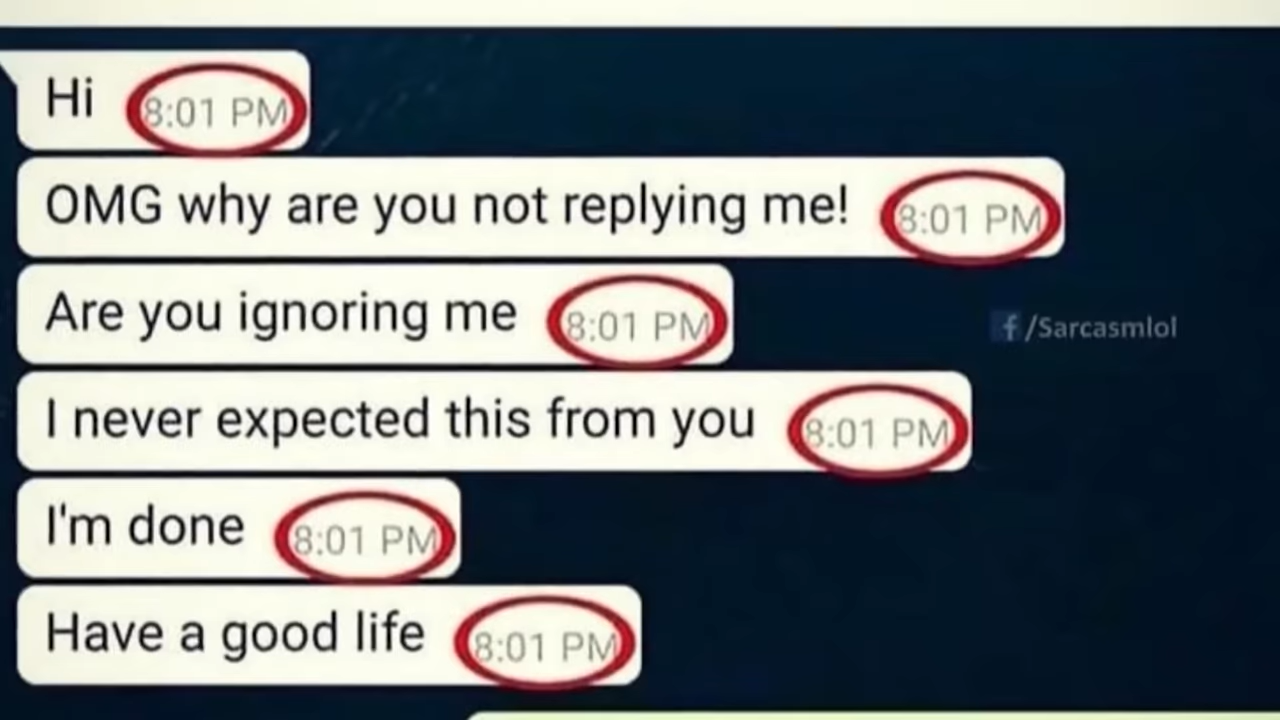 Hi 8:01 PM
OMG why are you not replying me! 8:01 PM
Are you ignoring me 8:01 PM
f/Sarcasmlol
I never expected this from you 8:01 PM
I'm done 8:01 PM
Have a good life 8:01 PM